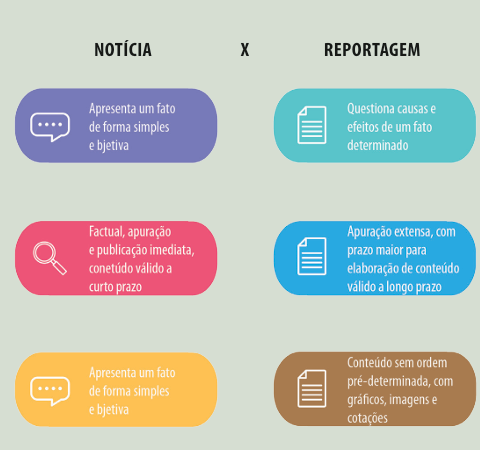 NOTÍCIA X REPORTAGEM
Apresenta um fato
de forma simples
e bjetiva
Questiona causas e
efeitos de um fato
determinado
Factual, apuração
e publicação imediata,
conetúdo válido a
curto prazo
Apuração extensa, com
prazo maior para
elaboração de conteúdo
válido a longo prazo
Apresenta um fato
de forma simples
e bjetiva
Conteúdo sem ordem
pré-determinada, com
gráficos, imagens e
cotações